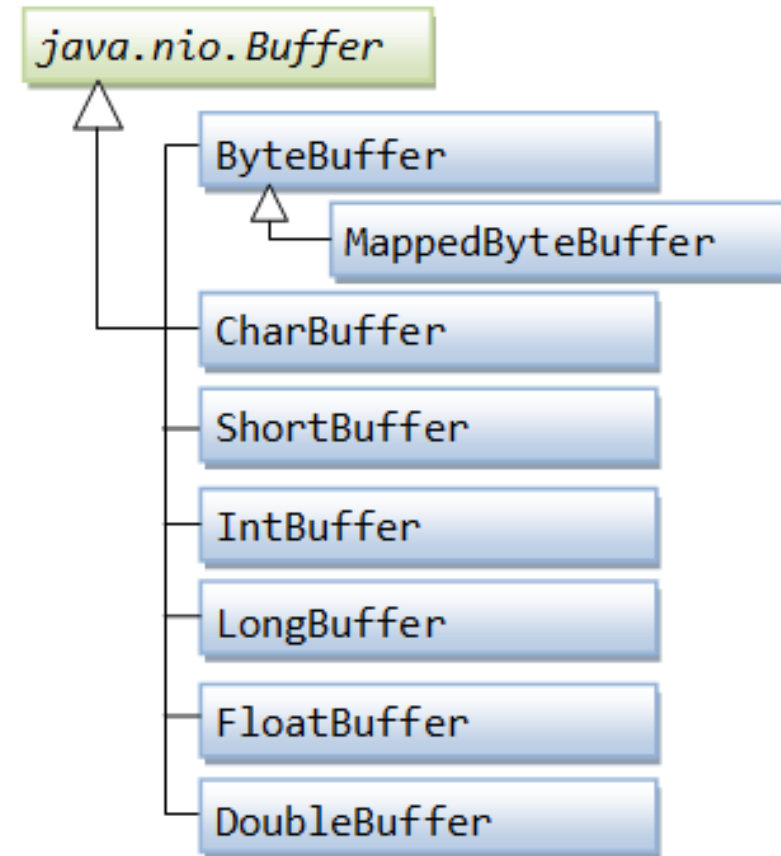 java.nio.Buffer
ByteBuffer
MappedByteBuffer
CharBuffer
ShortBuffer
IntBuffer
LongBuffer
FloatBuffer
DoubleBuffer